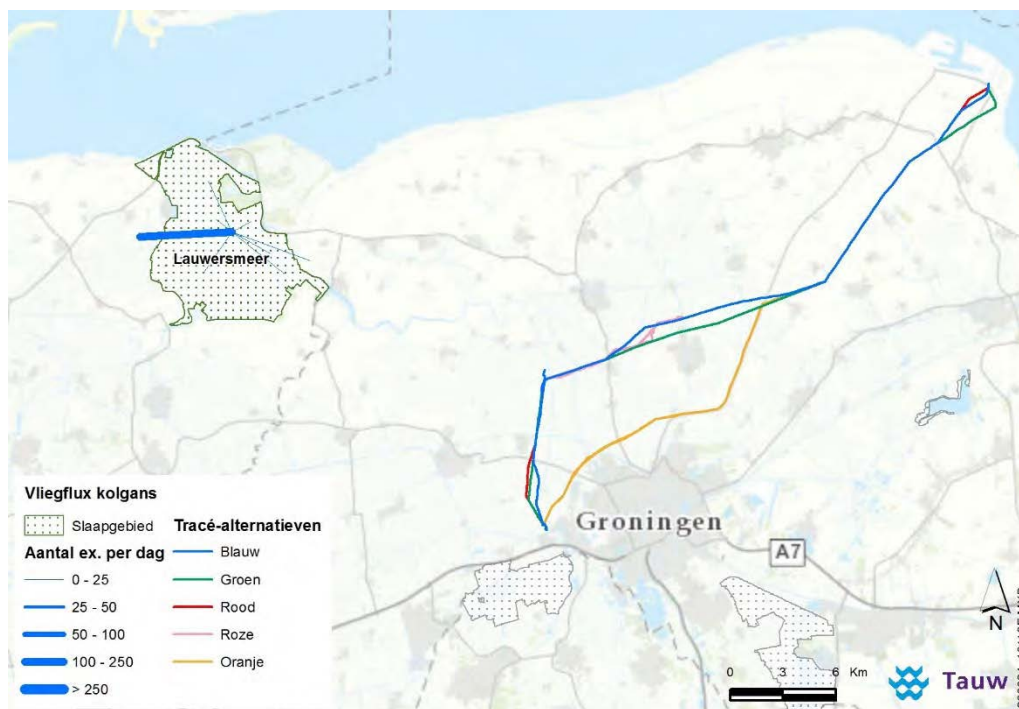 Lauwersmeer
Groningen
A7
N
Vliegflux kolgans
Slaapgebied
Aantal ex. per dag
0 - 25
25 - 50
50 - 100
100 - 250
> 250
Tracé-alternatieven
Blauw
Groen
Rood
Roze
Oranje
0 3 6 Km
Tauw